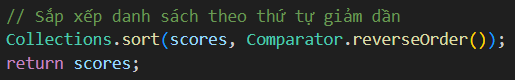 // Sắp xếp danh sách theo thứ tự giảm dần
Collections.sort(scores, Comparator.reverseOrder());
return scores;